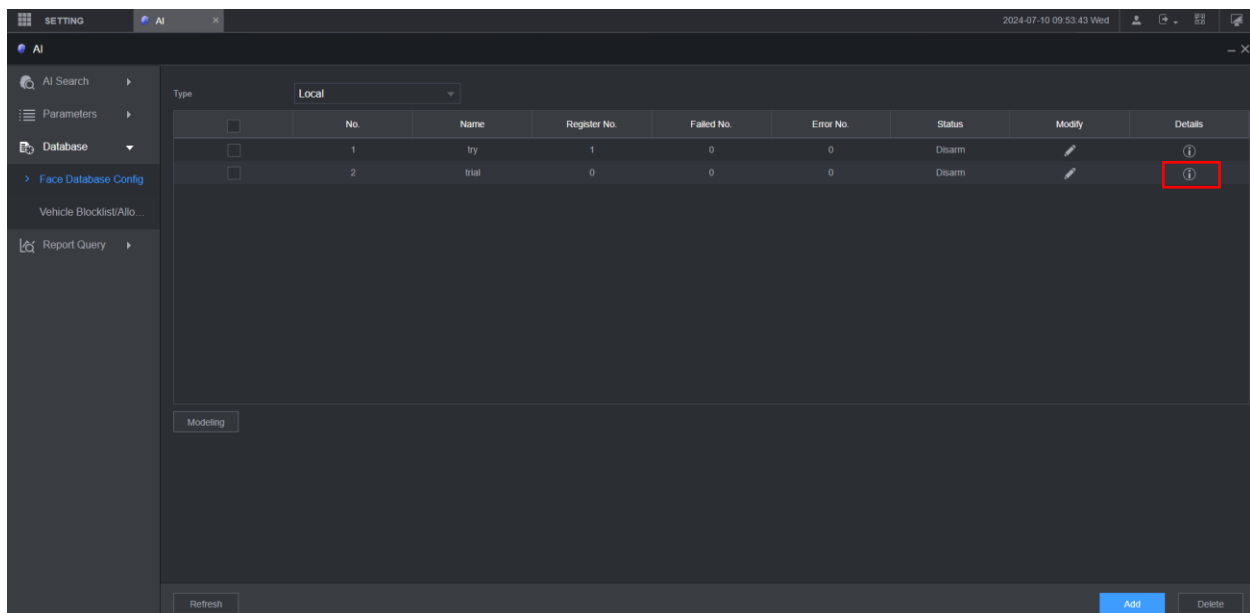 SETTING AI × 2024-07-10 09:53:43 Wed
AI
AI Search
Parameters
Database
> Face Database Config
Vehicle Blocklist/Allo...
Report Query
Type Local
No. Name Register No. Failed No. Error No. Status Modify Details
1 try 1 0 0 Disarm
2 trial 0 0 0 Disarm
Modeling
Refresh Add Delete